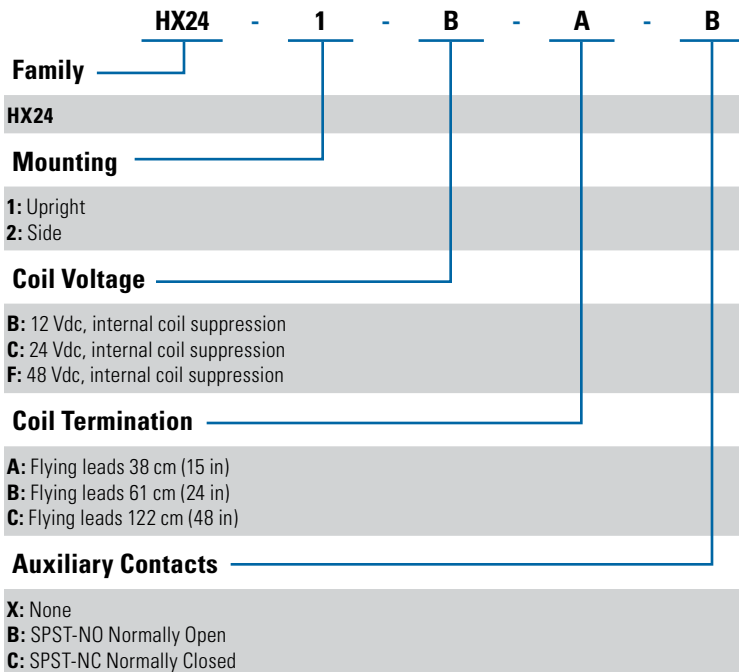 HX24 - 1 - B - A - B
Family
HX24
Mounting
1: Upright
2: Side
Coil Voltage
B: 12 Vdc, internal coil suppression
C: 24 Vdc, internal coil suppression
F: 48 Vdc, internal coil suppression
Coil Termination
A: Flying leads 38 cm (15 in)
B: Flying leads 61 cm (24 in)
C: Flying leads 122 cm (48 in)
Auxiliary Contacts
X: None
B: SPST-NO Normally Open
C: SPST-NC Normally Closed